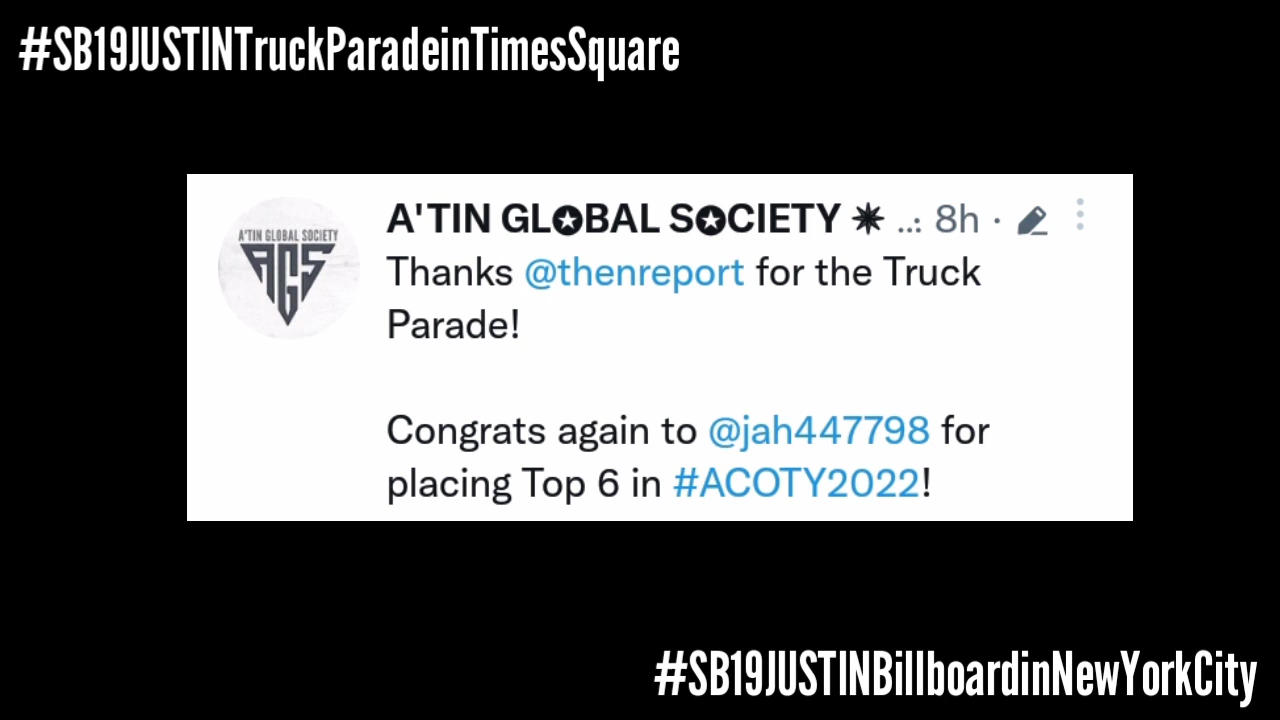 #SB19JUSTINTruckParadeinTimesSquare
A'TIN GLOBAL SOCIETY
AGS
A'TIN GL✪BAL S✪CIETY ✷ ..: 8h ·
Thanks @thenreport for the Truck
Parade!
Congrats again to @jah447798 for
placing Top 6 in #ACOTY2022!
#SB19JUSTINBillboardinNewYorkCity